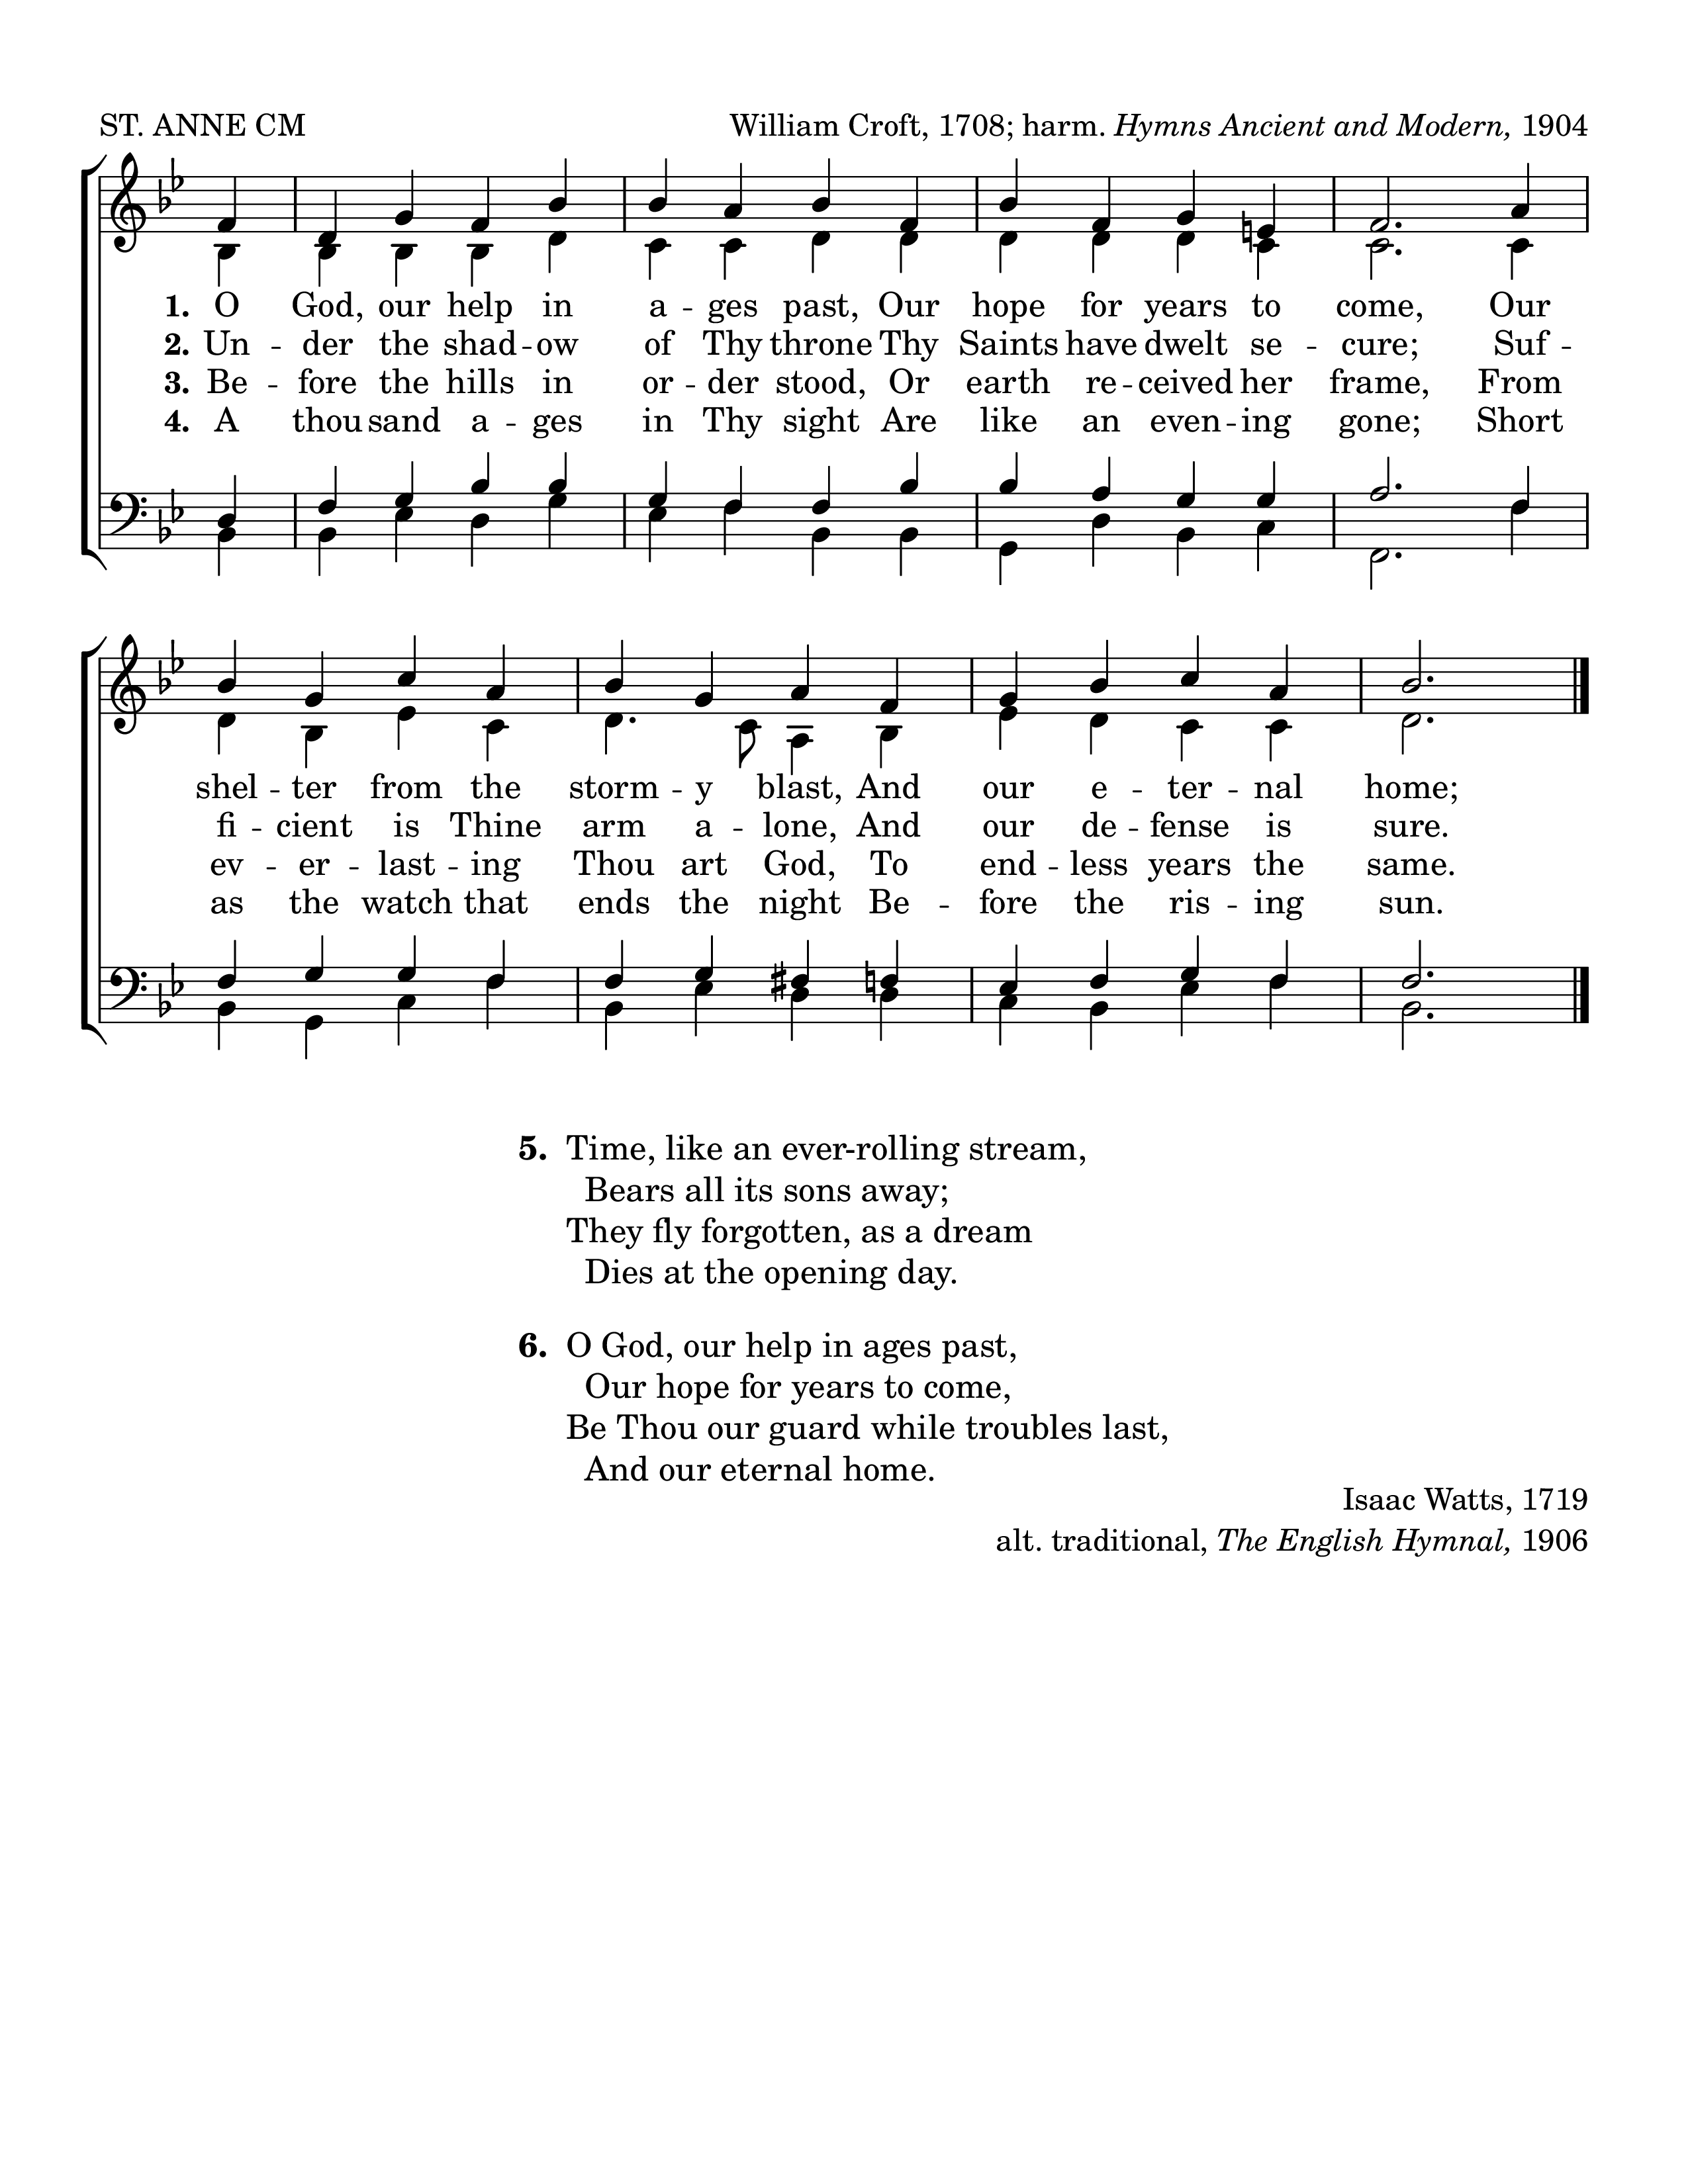 ST. ANNE CM
William Croft, 1708; harm. Hymns Ancient and Modern, 1904
1. O God, our help in a -- ges past, Our hope for years to come, Our
2. Un -- der the shad -- ow of Thy throne Thy Saints have dwelt se -- cure; Suf --
3. Be -- fore the hills in or -- der stood, Or earth re -- ceived her frame, From
4. A thou sand a -- ges in Thy sight Are like an even -- ing gone; Short
shel -- ter from the storm -- y blast, And our e -- ter -- nal home;
fi -- cient is Thine arm a -- lone, And our de -- fense is sure.
ev -- er -- last -- ing Thou art God, To end -- less years the same.
as the watch that ends the night Be -- fore the ris -- ing sun.
5. Time, like an ever-rolling stream,
Bears all its sons away;
They fly forgotten, as a dream
Dies at the opening day.
6. O God, our help in ages past,
Our hope for years to come,
Be Thou our guard while troubles last,
And our eternal home.
Isaac Watts, 1719
alt. traditional, The English Hymnal, 1906